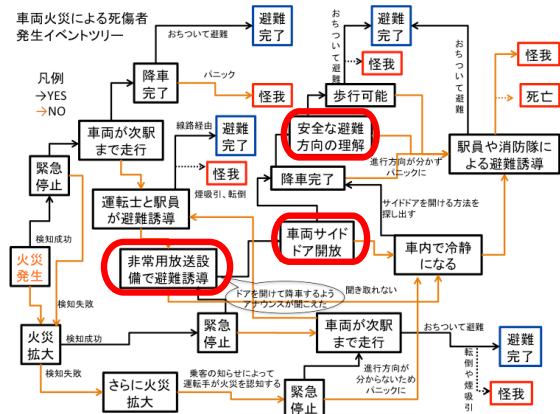 車両火災による死傷者
発生イベントツリー
凡例
→YES
→NO
おちついて避難
避難
完了
降車
完了
パニック
怪我
車両が次駅
まで走行
線路経由
避難
完了
怪我
煙吸引、転倒
緊急
停止
検知成功
火災
発生
検知失敗
運転士と駅員
が避難誘導
非常用放送設
備で避難誘導
ドアを開けて降車するよう
アナウンスが聞こえた
聞き取れない
おちついて
避難
避難
完了
怪我
おちついて
避難
怪我
死亡
歩行可能
安全な避難
方向の理解
駅員や消防隊に
よる避難誘導
進行方向が分かず
パニックに
降車完了
サイドドアを開ける方法を
探し出す
車両サイド
ドア開放
車内で冷静
になる
火災
拡大
検知成功
緊急
停止
車両が次駅
まで走行
おちついて避難
避難
完了
転倒や煙吸引
怪我
検知失敗
さらに火災
拡大
乗客の知らせによって
運転手が火災を認知する
緊急
停止
進行方向が
分からないため
パニックに